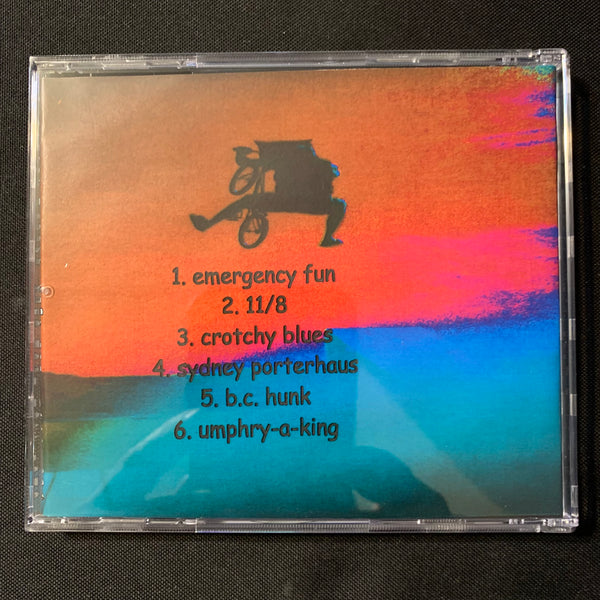 1. emergency fun
2. 11/8
3. crotchy blues
4. sydney porterhaus
5. b.c. hunk
6. umphry-a-king